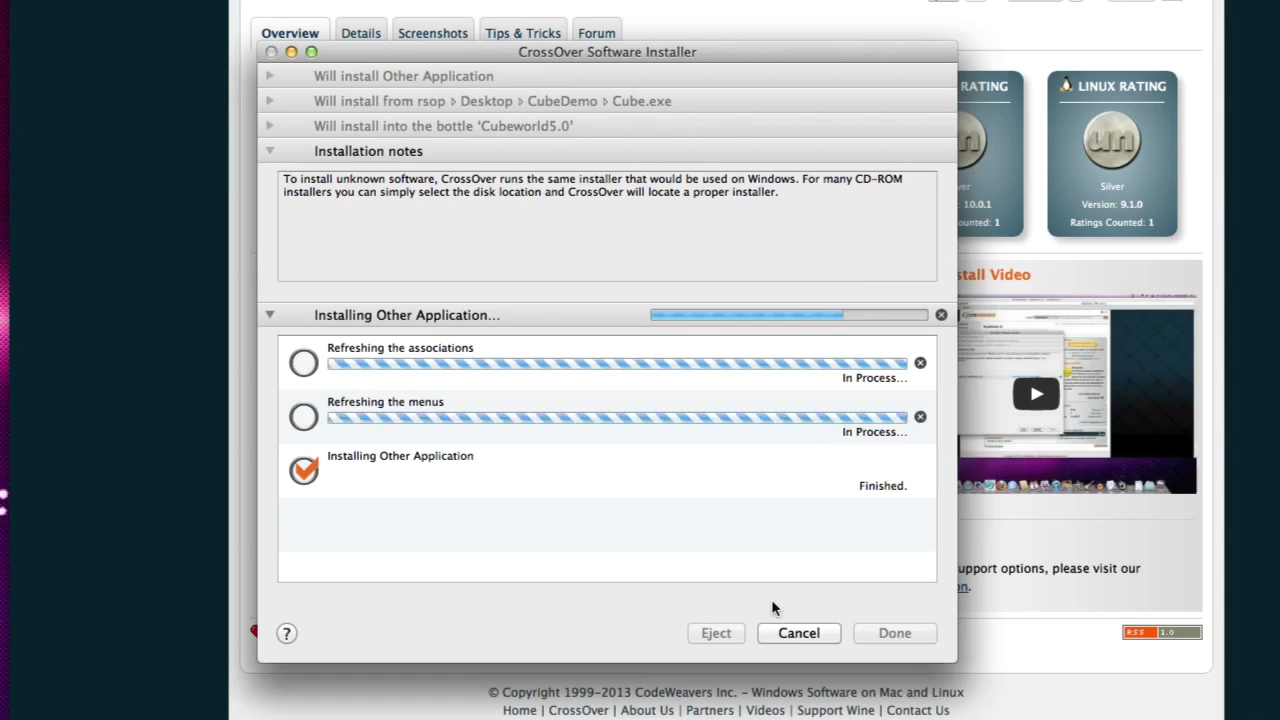 Overview
Details
Screenshots
Tips & Tricks
Forum
CrossOver Software Installer
Will install Other Application
Will install from rsop ▹ Desktop ▹ CubeDemo ▹ Cube.exe
Will install into the bottle 'Cubeworld5.0'
Installation notes
To install unknown software, CrossOver runs the same installer that would be used on Windows. For many CD-ROM
installers you can simply select the disk location and CrossOver will locate a proper installer.
Installing Other Application...
Refreshing the associations
In Process...
Refreshing the menus
In Process...
Installing Other Application
Finished.
?
Eject
Cancel
Done
RATING
10.0.1
LINUX RATING
un
Silver
Version: 9.1.0
Ratings Counted: 1
stall Video
upport options, please visit our
RSS 1.0
© Copyright 1999-2013 CodeWeavers Inc. - Windows Software on Mac and Linux
Home | CrossOver | About Us | Partners | Videos | Support Wine | Contact Us